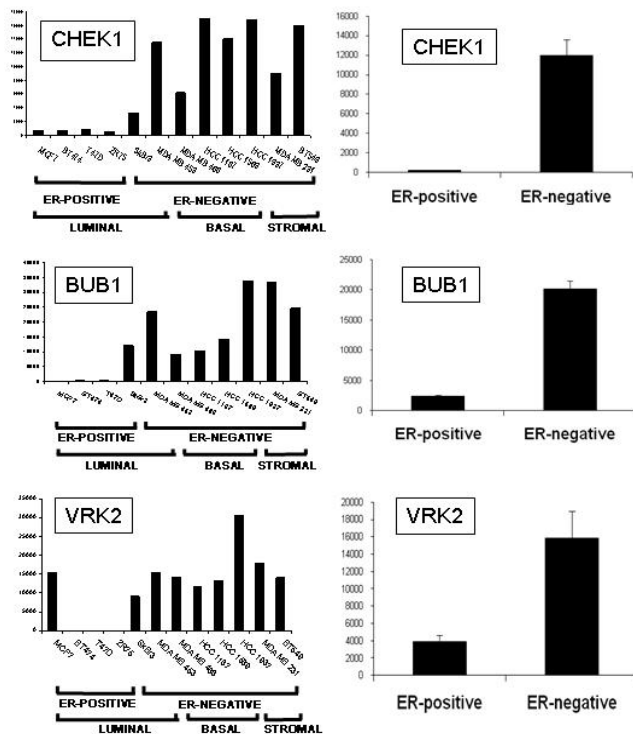 CHEK1
MCF7
BT474
T47D
ZR75
SkBr3
MDA MB 453
MDA MB 468
HCC 1187
HCC 1569
HCC 1937
MDA MB 231
BT549
ER-POSITIVE
ER-NEGATIVE
LUMINAL
BASAL
STROMAL
CHEK1
16000
14000
12000
10000
8000
6000
4000
2000
0
ER-positive
ER-negative
BUB1
MCF7
BT474
T47D
SkBr3
MDA MB 453
MDA MB 468
HCC 1187
HCC 1569
HCC 1937
MDA MB 231
BT549
ER-POSITIVE
ER-NEGATIVE
LUMINAL
BASAL
STROMAL
BUB1
25000
20000
15000
10000
5000
0
ER-positive
ER-negative
VRK2
35000
30000
25000
20000
15000
10000
5000
0
MCF7
BT474
T47D
ZR75
SkBr3
MDA MB 453
MDA MB 468
HCC 1187
HCC 1569
HCC 1937
MDA MB 231
BT549
ER-POSITIVE
ER-NEGATIVE
LUMINAL
BASAL
STROMAL
VRK2
20000
18000
16000
14000
12000
10000
8000
6000
4000
2000
0
ER-positive
ER-negative